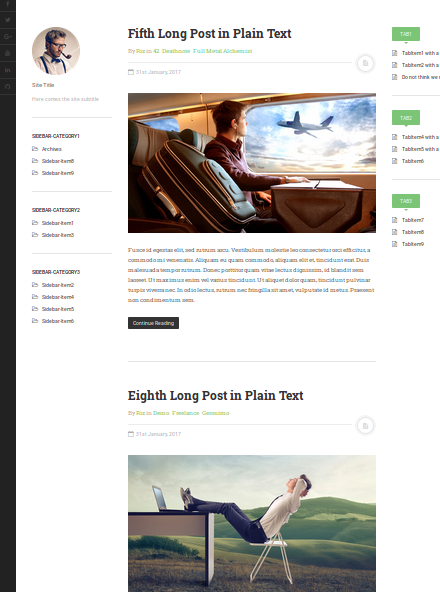 Site Title
Here comes the site subtitle
SIDEBAR-CATEGORY1
Archives
Sidebar-Item8
Sidebar-Item9
SIDEBAR-CATEGORY2
Sidebar-Item1
Sidebar-Item3
SIDEBAR-CATEGORY3
Sidebar-Item2
Sidebar-Item4
Sidebar-Item5
Sidebar-Item6
Fifth Long Post in Plain Text
By Riz in 42 Deathnote Full Metal Alchemist
31st January, 2017
Fusce id egestas elit, sed rutrum arcu. Vestibulum molestie leo consectetur orci efficitur, a
commodo mi venenatis. Aliquam eu quam commodo, aliquam elit et, tincidunt erat. Duis
malesuada tempor rutrum. Donec porttitor quam vitae lectus dignissim, id blandit sem
laoreet. Ut maximus enim vel varius tincidunt. Ut aliquet dolor quam, tincidunt pulvinar
turpis viverra nec. In odio lectus, rutrum nec fringilla sit amet, vulputate id metus. Praesent
non condimentum sem.
Continue Reading
Eighth Long Post in Plain Text
By Riz in Demo Freelance Germinate
31st January, 2017
TAB1
TabItem1 with a
TabItem2 with a
Do not think we
TAB2
TabItem4 with a
TabItem5 with a
TabItem6
TAB3
TabItem7
TabItem8
TabItem9